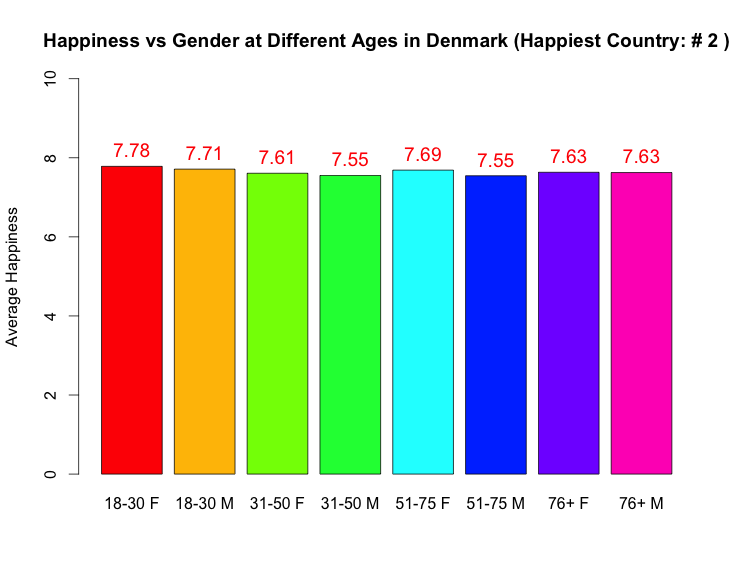 Happiness vs Gender at Different Ages in Denmark (Happiest Country: # 2 )
Average Happiness
10
8
6
4
2
0
7.78 7.71 7.61 7.55 7.69 7.55 7.63 7.63
18-30 F 18-30 M 31-50 F 31-50 M 51-75 F 51-75 M 76+ F 76+ M